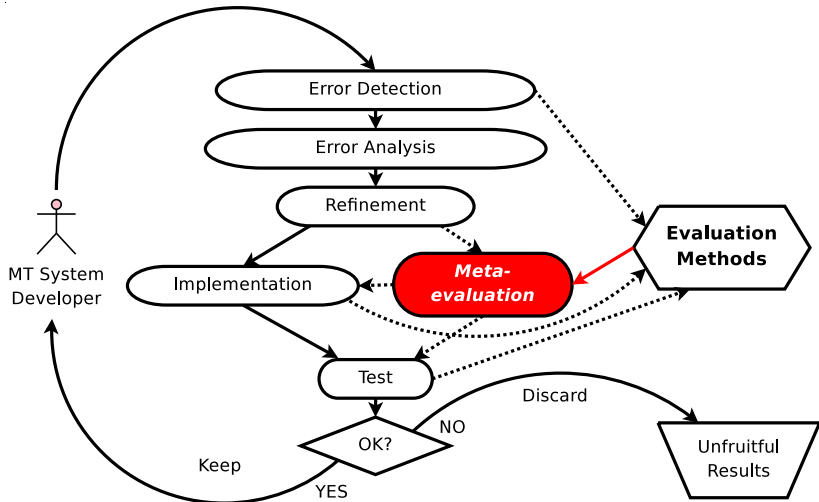 Error Detection
Error Analysis
Refinement
Evaluation
Methods
MT System
Developer
Implementation
Meta-
evaluation
Test
Discard
OK?
NO
Keep
YES
Unfruitful
Results